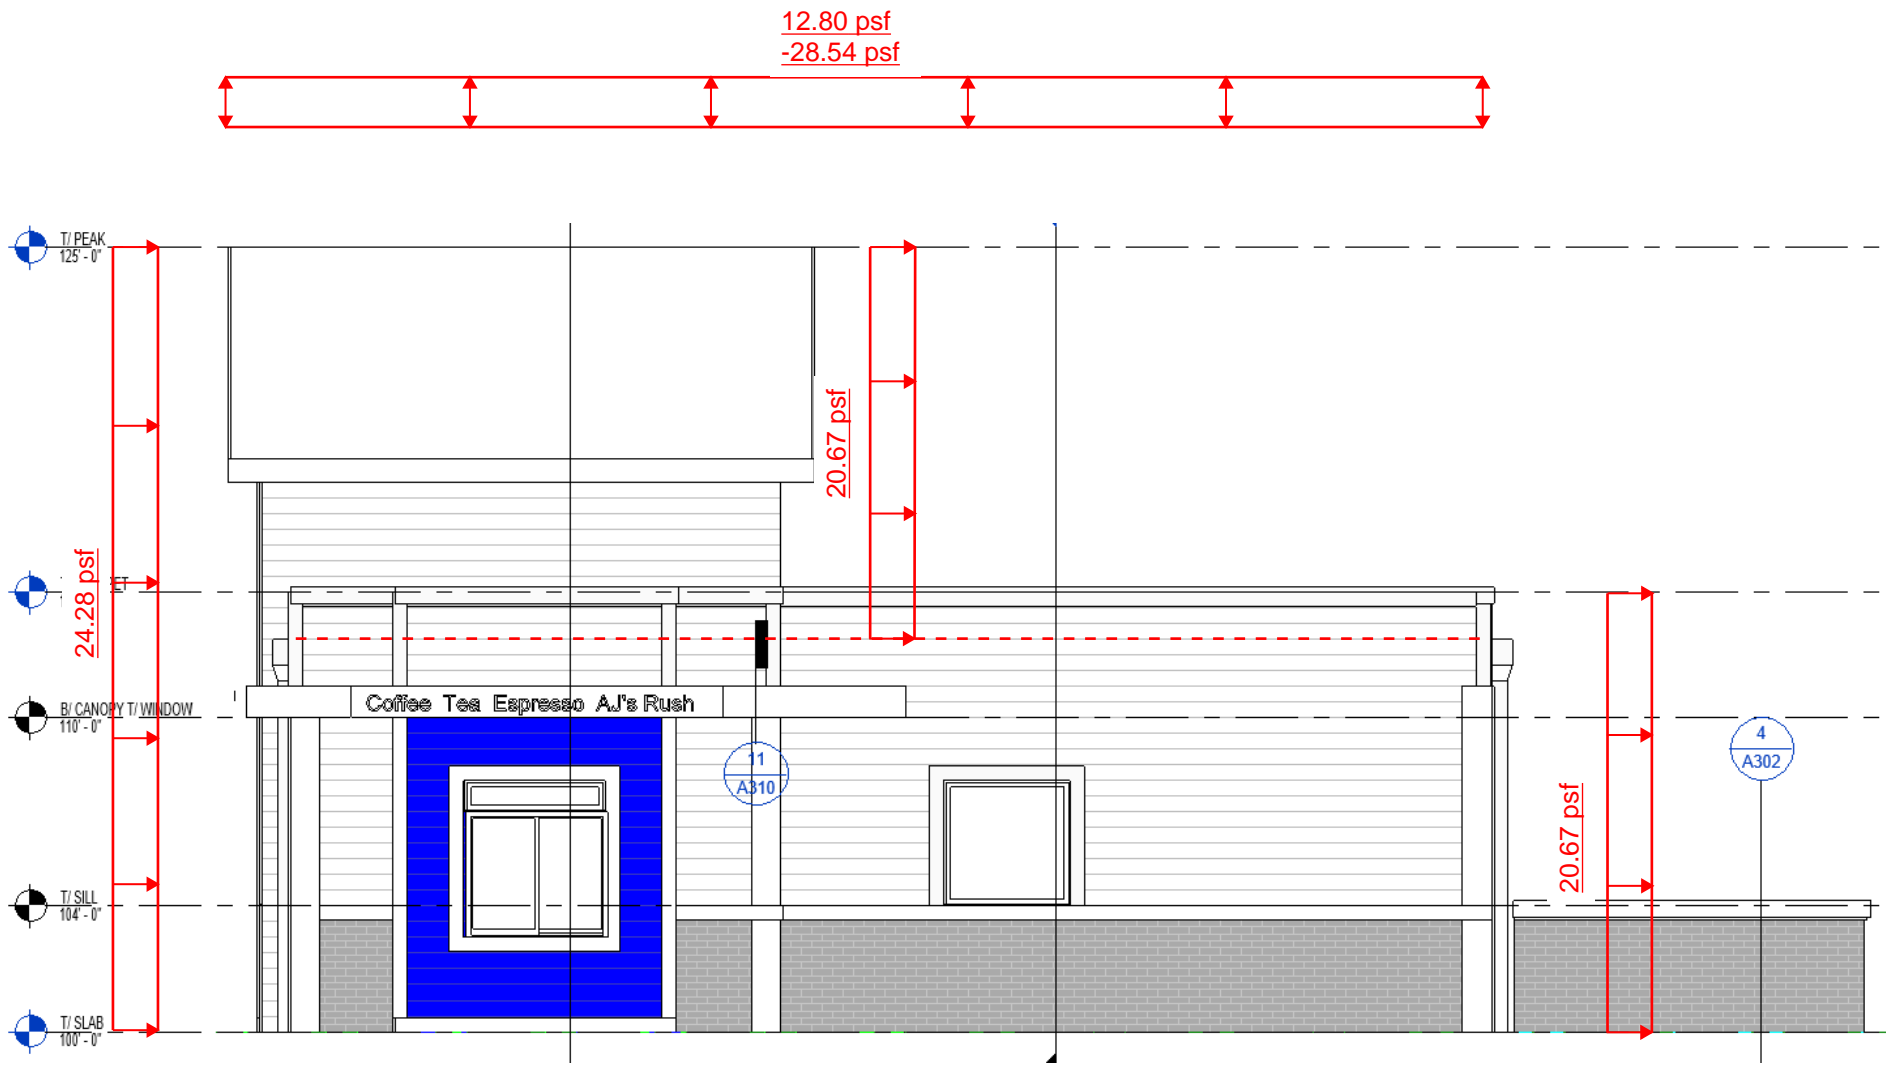 12.80 psf
-28.54 psf
T/ PEAK
125' - 0"
20.67 psf
24.28 psf
ET
Coffee Tea Espresso AJ's Rush
B/ CANOPY T/ WINDOW
110' - 0"
11
A310
4
A302
20.67 psf
T/ SILL
104' - 0"
T/ SLAB
100' - 0"